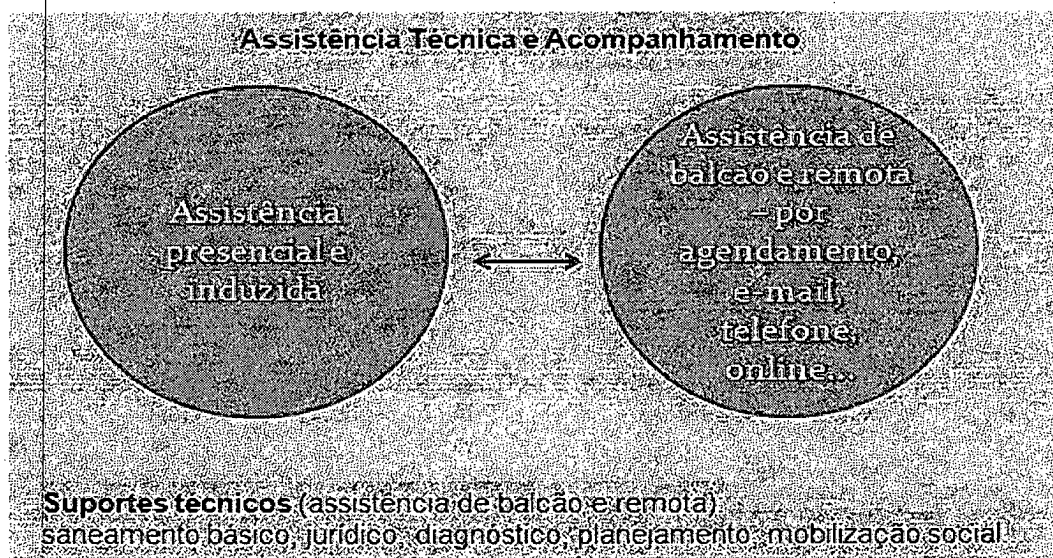 Assistência Técnica e Acompanhamento
Assistência
presencial e
induzida
Assistência de
balcão e remota
– por
agendamento,
e-mail,
telefone,
online...
Suportes técnicos (assistência de balcão e remota):
saneamento básico, jurídico, diagnóstico, planejamento, mobilização social.